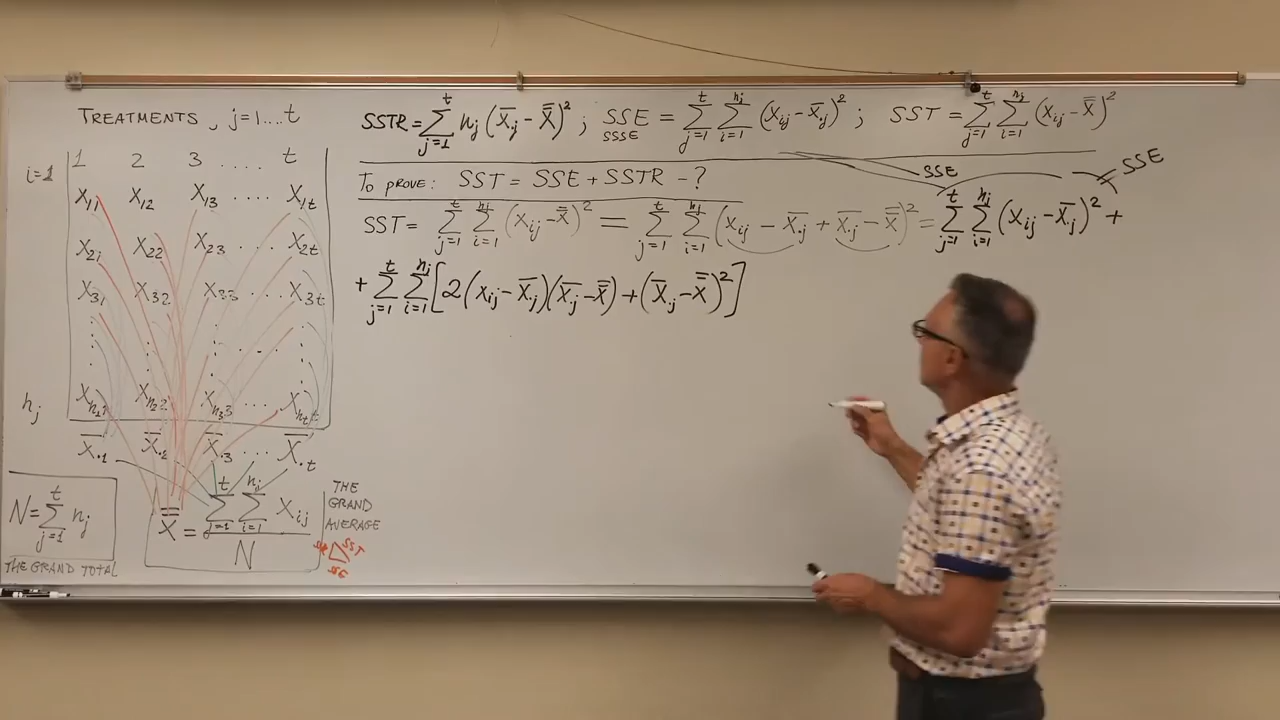 TREATMENTS, j=1....t
i=1 1 2 3 .... t
X₁₁ X₁₂ X₁₃ .... X₁t
X₂₁ X₂₂ X₂₃ ... X₂t
X₃₁ X₃₂ X₃₃ ... X₃t
nⱼ Xn₁1 Xn₂2 Xn₃3 ... Xnₜt
X̄.₁ X̄.₂ X̄.₃ ... X̄.t
N = Σ_{j=1}^{t} nⱼ
THE GRAND TOTAL
X̿ = Σ_{j=1}^{t} Σ_{i=1}^{nⱼ} Xᵢⱼ / N
THE
GRAND
AVERAGE
SST
SSE
SSTR = Σ_{j=1}^{t} nⱼ (X̄.ⱼ − X̿)² ; SSE = Σ_{j=1}^{t} Σ_{i=1}^{nⱼ} (xᵢⱼ − x̄.ⱼ)² ; SST = Σ_{j=1}^{t} Σ_{i=1}^{nⱼ} (xᵢⱼ − X̿)²
SSSE
TO PROVE: SST = SSE + SSTR - ?
SSE
SSE
SST = Σ_{j=1}^{t} Σ_{i=1}^{nⱼ} (xᵢⱼ − x̿)² = Σ_{j=1}^{t} Σ_{i=1}^{nⱼ} (xᵢⱼ − x̄.ⱼ + x̄.ⱼ − x̿)² = Σ_{j=1}^{t} Σ_{i=1}^{nⱼ} (xᵢⱼ − x̄.ⱼ)² +
+ Σ_{j=1}^{t} Σ_{i=1}^{nⱼ} [2(xᵢⱼ − x̄.ⱼ)(x̄.ⱼ − x̿) + (x̄.ⱼ − x̿)²]